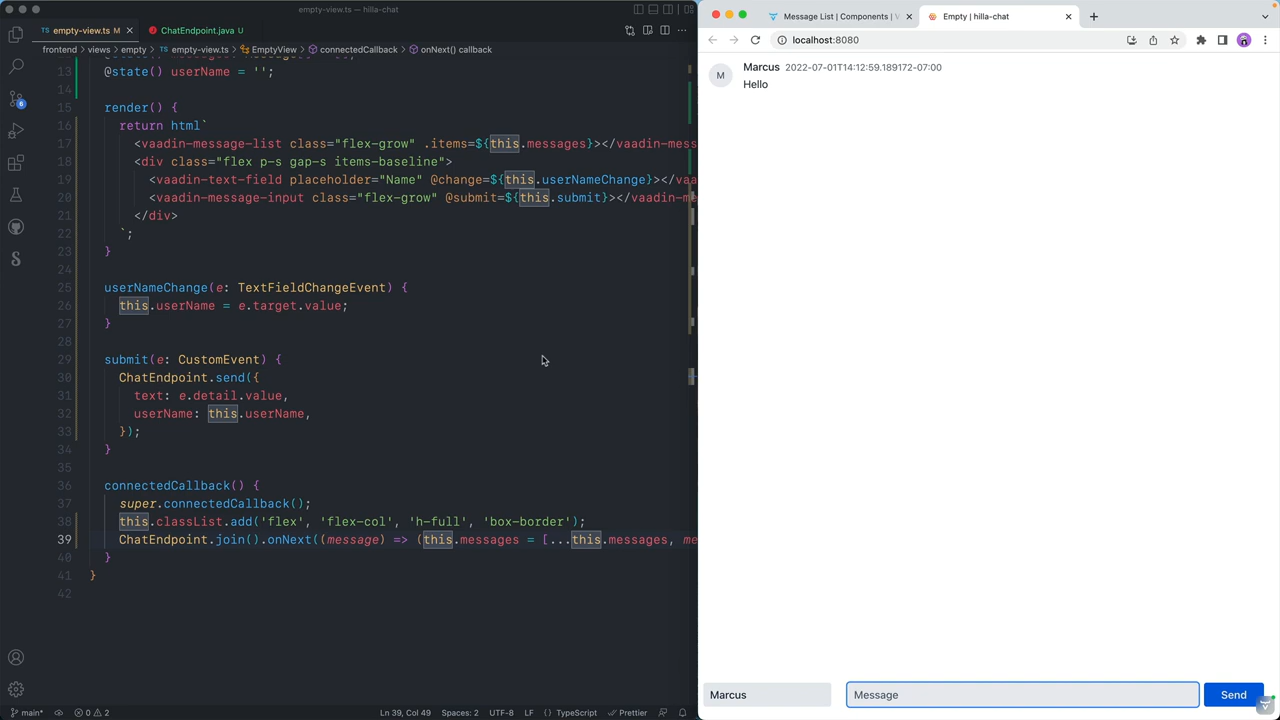 empty-view.ts — hilla-chat
empty-view.ts M
ChatEndpoint.java U
frontend > views > empty > empty-view.ts > EmptyView > connectedCallback > onNext() callback
13 @state() userName = '';
14
15 render() {
16 return html`
17 <vaadin-message-list class="flex-grow" .items=${this.messages}></vaadin-mess
18 <div class="flex p-s gap-s items-baseline">
19 <vaadin-text-field placeholder="Name" @change=${this.userNameChange}></vaa
20 <vaadin-message-input class="flex-grow" @submit=${this.submit}></vaadin-me
21 </div>
22 `;
23 }
24
25 userNameChange(e: TextFieldChangeEvent) {
26 this.userName = e.target.value;
27 }
28
29 submit(e: CustomEvent) {
30 ChatEndpoint.send({
31 text: e.detail.value,
32 userName: this.userName,
33 });
34 }
35
36 connectedCallback() {
37 super.connectedCallback();
38 this.classList.add('flex', 'flex-col', 'h-full', 'box-border');
39 ChatEndpoint.join().onNext((message) => (this.messages = [...this.messages, me
40 }
41 }
42
6
main*
0 2
Ln 39, Col 49
Spaces: 2
UTF-8
LF
{ } TypeScript
Prettier
Message List | Components | V
Empty | hilla-chat
localhost:8080
M
Marcus 2022-07-01T14:12:59.189172-07:00
Hello
Marcus
Message
Send